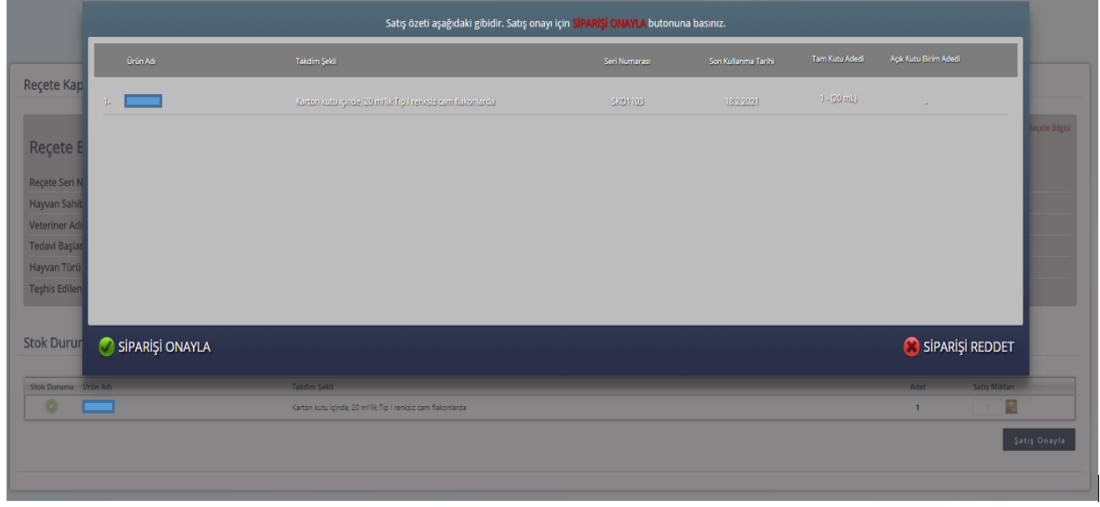 Satış özeti aşağıdaki gibidir. Satış onayı için SİPARİŞİ ONAYLA butonuna basınız.
Ürün Adı Takdim Şekli Seri Numarası Son Kullanma Tarihi Tam Kutu Adedi Açık Kutu Birim Adedi
1- Karton kutu içinde, 20 ml'lik Tip I renksiz cam flakonlarda SKO1103 18.2.2021 1 - (20 mL) -
SİPARİŞİ ONAYLA SİPARİŞİ REDDET
Reçete Kap
Reçete Bilgisi
Reçete B
Reçete Seri N
Hayvan Sahib
Veteriner Adı
Tedavi Başlan
Hayvan Türü
Teşhis Edilen
Stok Durum
Stok Durumu Ürün Adı Takdim Şekli Adet Satış Miktarı
Karton kutu içinde, 20 ml'lik Tip I renksiz cam flakonlarda 1 1
Satış Onayla